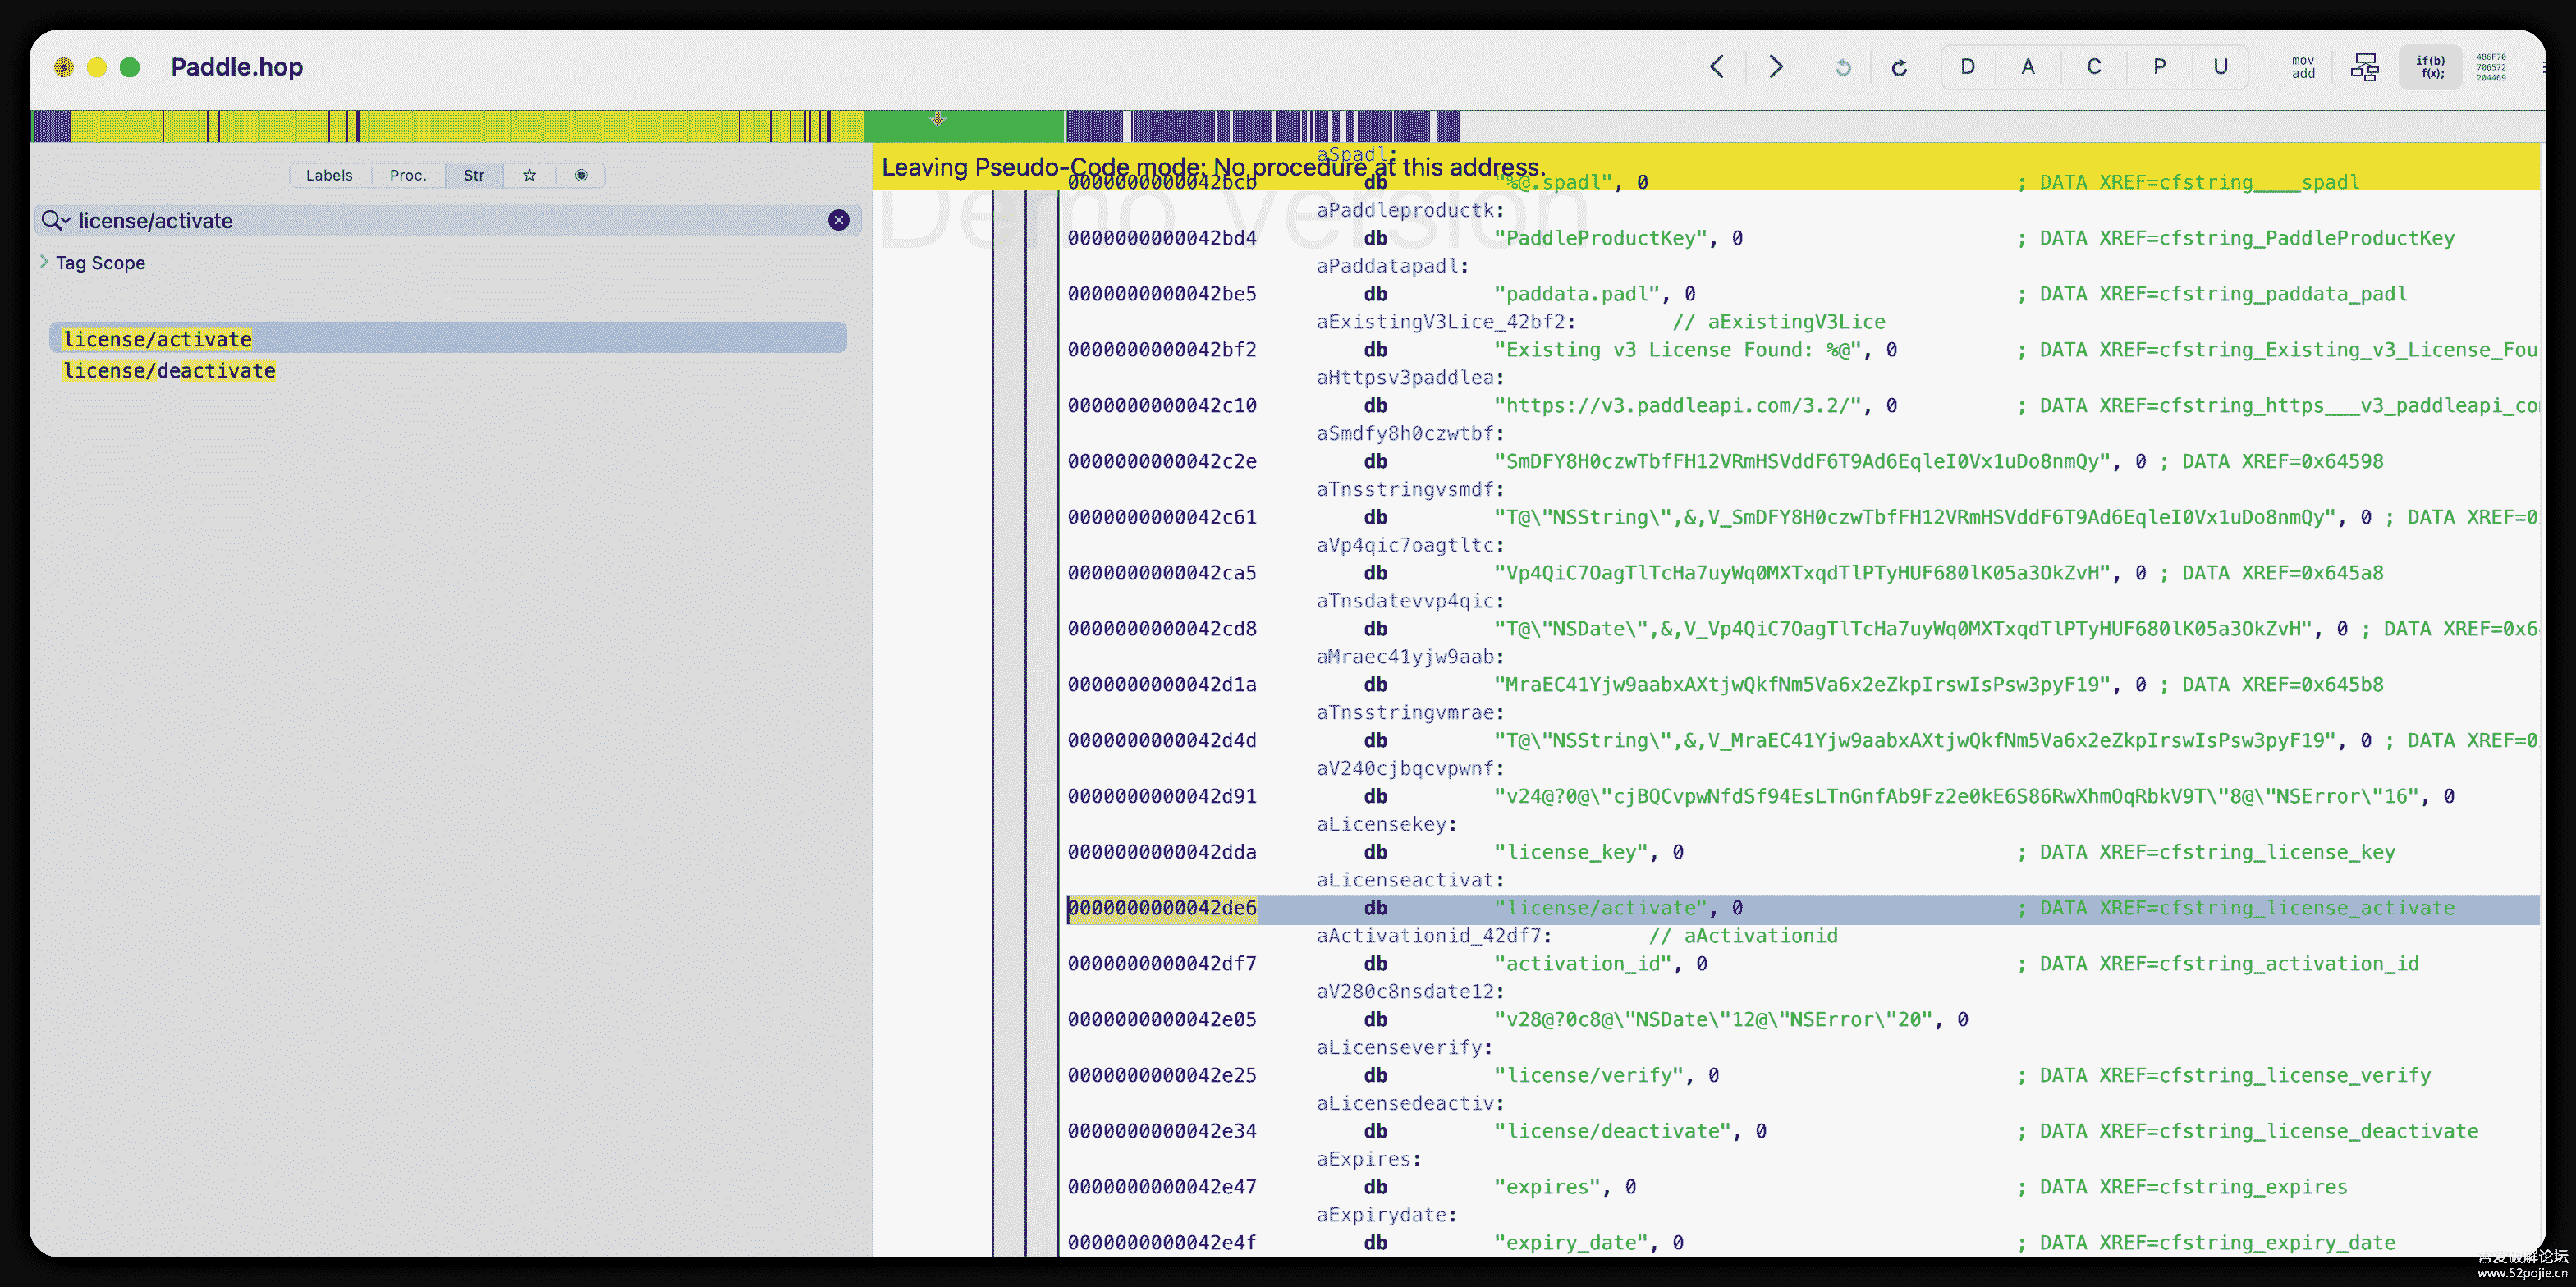 Paddle.hop
D A C P U
mov
add
if(b)
f(x);
486F70
706572
204469
Labels Proc. Str
license/activate
Tag Scope
license/activate
license/deactivate
Demo version
Leaving Pseudo-Code mode: No procedure at this address.
aSpadl:
0000000000042bcb db "%@.spadl", 0 ; DATA XREF=cfstring____spadl
aPaddleproductk:
0000000000042bd4 db "PaddleProductKey", 0 ; DATA XREF=cfstring_PaddleProductKey
aPaddatapadl:
0000000000042be5 db "paddata.padl", 0 ; DATA XREF=cfstring_paddata_padl
aExistingV3Lice_42bf2: // aExistingV3Lice
0000000000042bf2 db "Existing v3 License Found: %@", 0 ; DATA XREF=cfstring_Existing_v3_License_Fou
aHttpsv3paddlea:
0000000000042c10 db "https://v3.paddleapi.com/3.2/", 0 ; DATA XREF=cfstring_https___v3_paddleapi_co
aSmdfy8h0czwtbf:
0000000000042c2e db "SmDFY8H0czwTbfFH12VRmHSVddF6T9Ad6EqleI0Vx1uDo8nmQy", 0 ; DATA XREF=0x64598
aTnsstringvsmdf:
0000000000042c61 db "T@\"NSString\",&,V_SmDFY8H0czwTbfFH12VRmHSVddF6T9Ad6EqleI0Vx1uDo8nmQy", 0 ; DATA XREF=0
aVp4qic7oagtltc:
0000000000042ca5 db "Vp4QiC7OagTlTcHa7uyWq0MXTxqdTlPTyHUF680lK05a3OkZvH", 0 ; DATA XREF=0x645a8
aTnsdatevvp4qic:
0000000000042cd8 db "T@\"NSDate\",&,V_Vp4QiC7OagTlTcHa7uyWq0MXTxqdTlPTyHUF680lK05a3OkZvH", 0 ; DATA XREF=0x6
aMraec41yjw9aab:
0000000000042d1a db "MraEC41Yjw9aabxAXtjwQkfNm5Va6x2eZkpIrswIsPsw3pyF19", 0 ; DATA XREF=0x645b8
aTnsstringvmrae:
0000000000042d4d db "T@\"NSString\",&,V_MraEC41Yjw9aabxAXtjwQkfNm5Va6x2eZkpIrswIsPsw3pyF19", 0 ; DATA XREF=0
aV240cjbqcvpwnf:
0000000000042d91 db "v24@?0@\"cjBQCvpwNfdSf94EsLTnGnfAb9Fz2e0kE6S86RwXhmOqRbkV9T\"8@\"NSError\"16", 0
aLicensekey:
0000000000042dda db "license_key", 0 ; DATA XREF=cfstring_license_key
aLicenseactivat:
0000000000042de6 db "license/activate", 0 ; DATA XREF=cfstring_license_activate
aActivationid_42df7: // aActivationid
0000000000042df7 db "activation_id", 0 ; DATA XREF=cfstring_activation_id
aV280c8nsdate12:
0000000000042e05 db "v28@?0c8@\"NSDate\"12@\"NSError\"20", 0
aLicenseverify:
0000000000042e25 db "license/verify", 0 ; DATA XREF=cfstring_license_verify
aLicensedeactiv:
0000000000042e34 db "license/deactivate", 0 ; DATA XREF=cfstring_license_deactivate
aExpires:
0000000000042e47 db "expires", 0 ; DATA XREF=cfstring_expires
aExpirydate:
0000000000042e4f db "expiry_date", 0 ; DATA XREF=cfstring_expiry_date
吾爱破解论坛
www.52pojie.cn